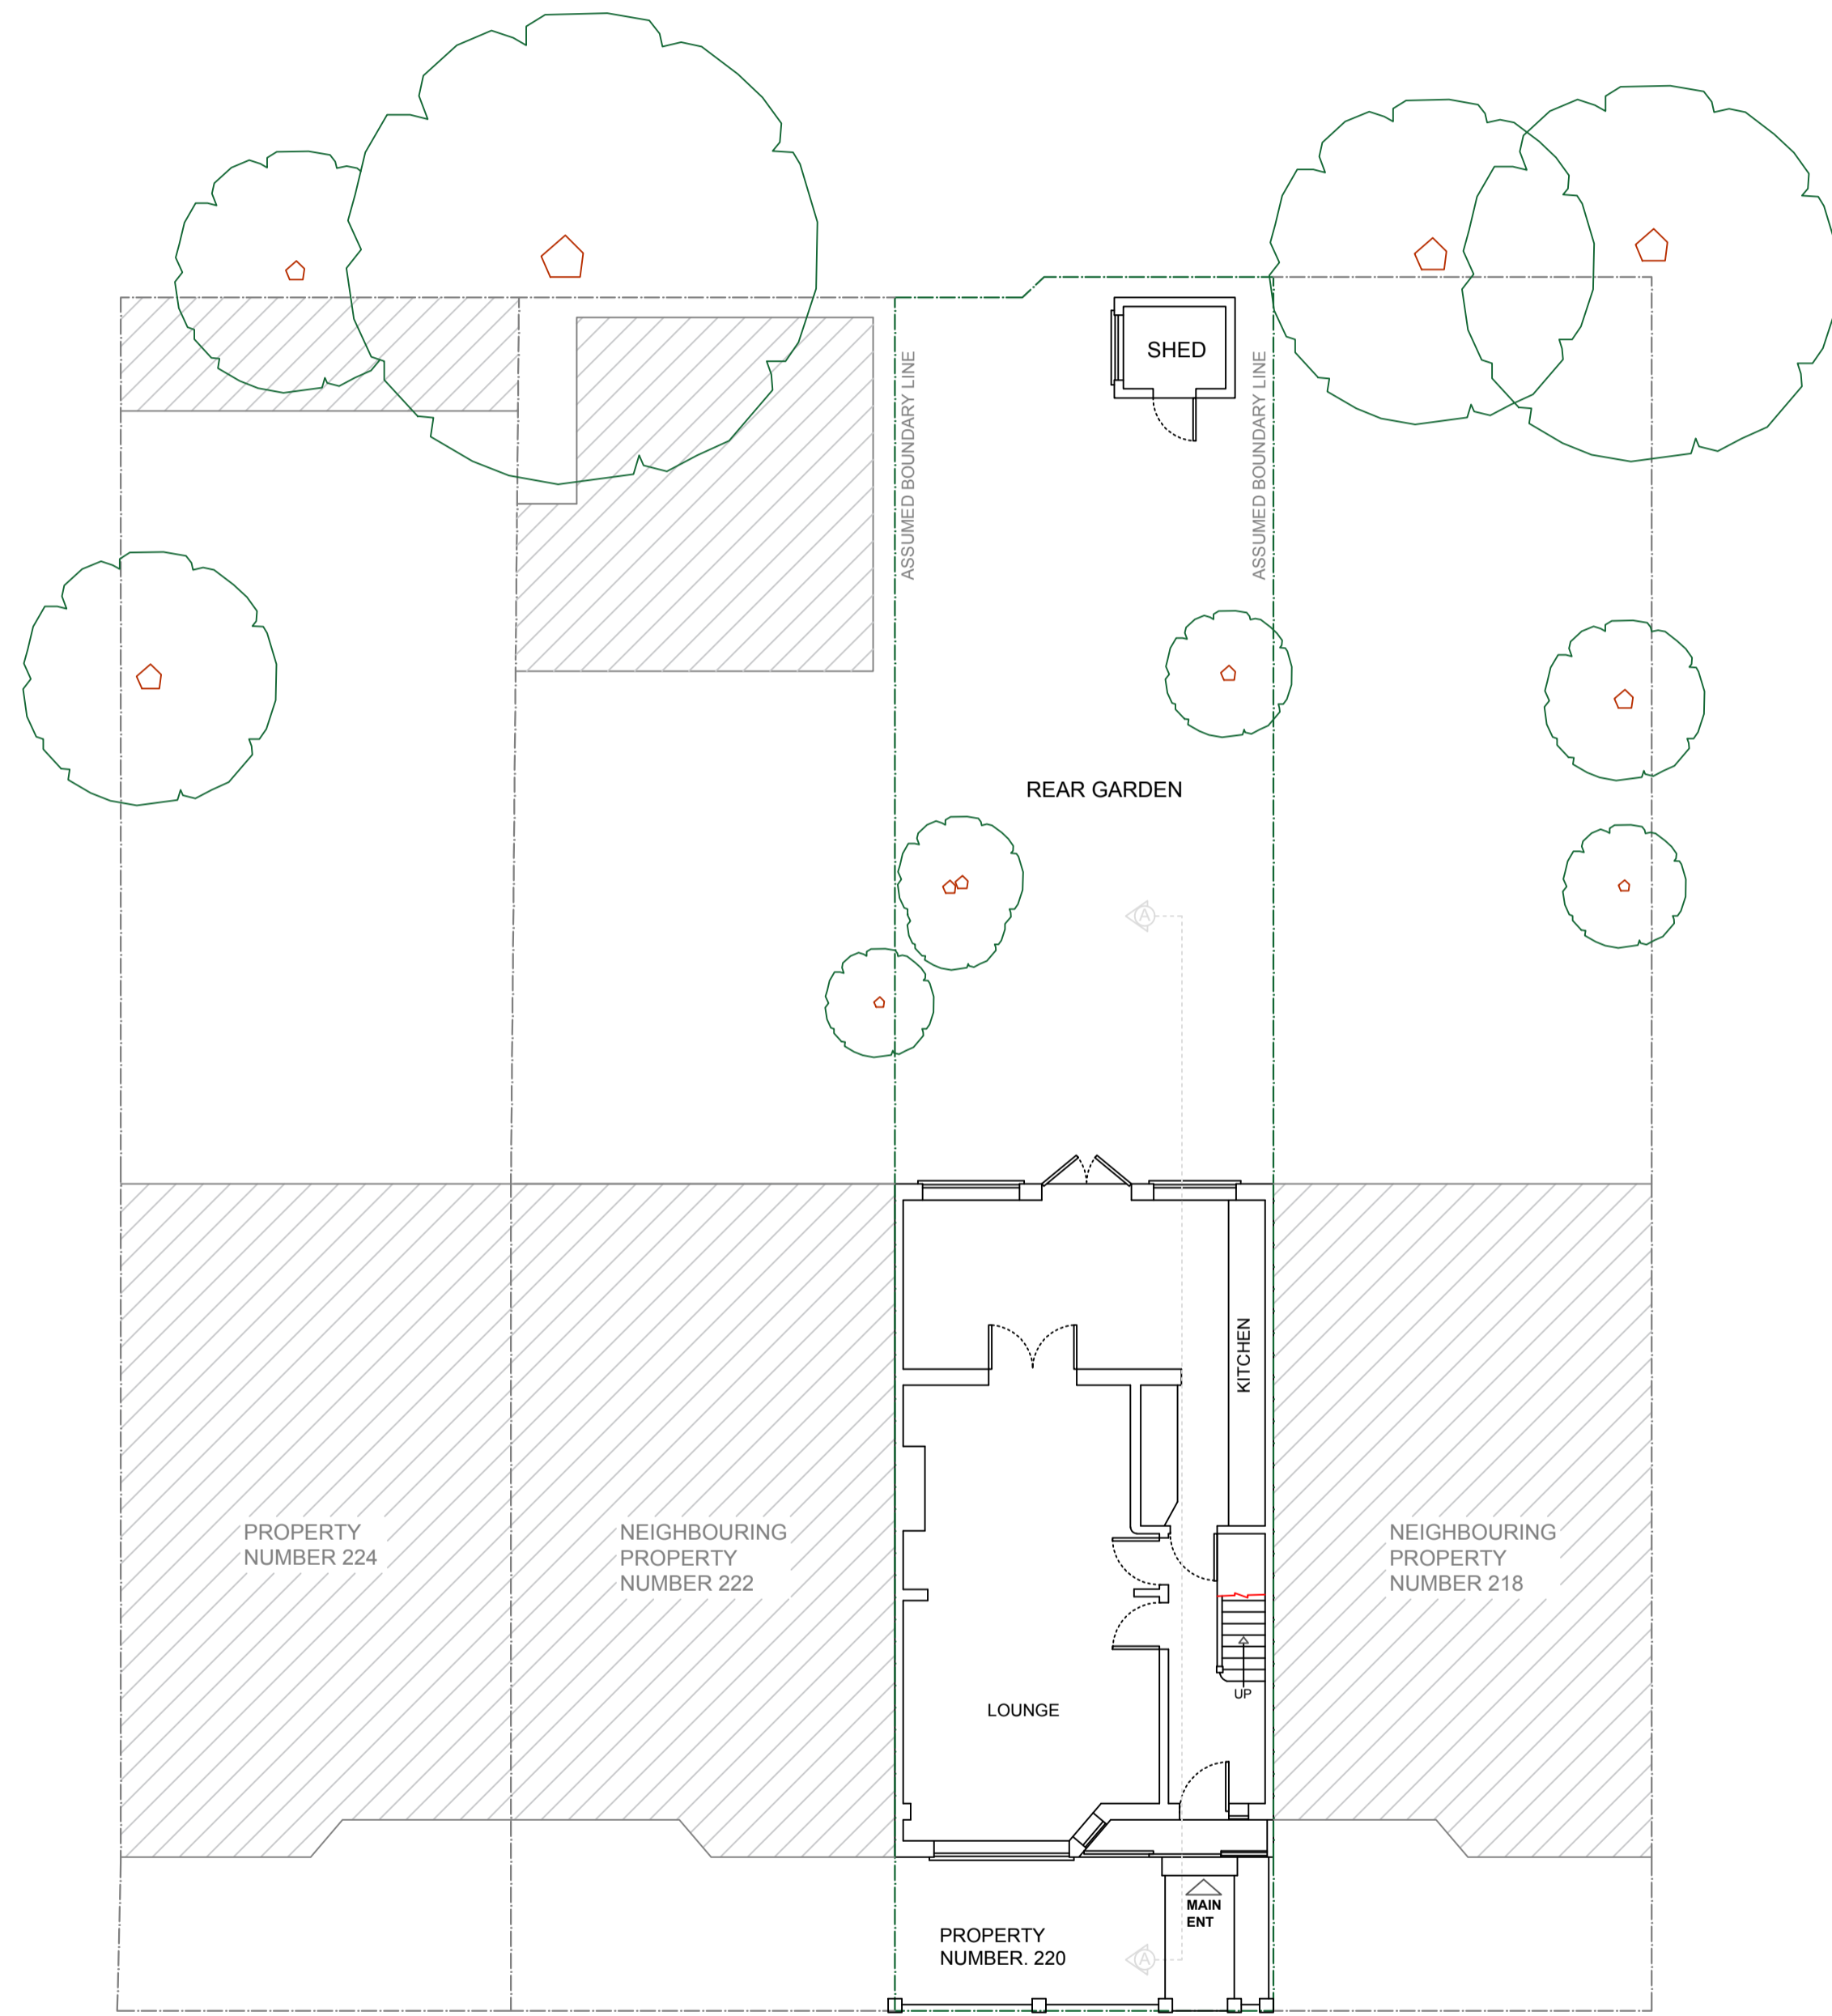 SHED
ASSUMED BOUNDARY LINE
ASSUMED BOUNDARY LINE
REAR GARDEN
A
KITCHEN
PROPERTY
NUMBER 224
NEIGHBOURING
PROPERTY
NUMBER 222
NEIGHBOURING
PROPERTY
NUMBER 218
UP
LOUNGE
MAIN
ENT
PROPERTY
NUMBER. 220
A